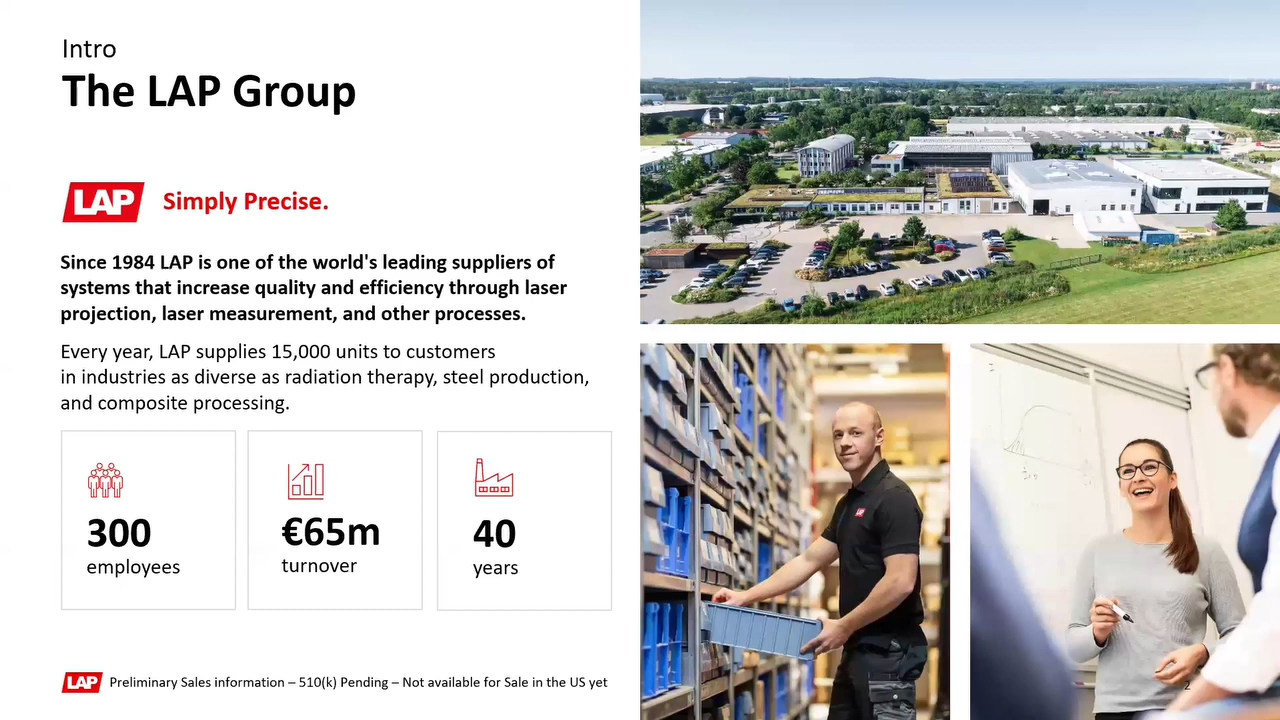 Intro
The LAP Group
LAP Simply Precise.
Since 1984 LAP is one of the world's leading suppliers of
systems that increase quality and efficiency through laser
projection, laser measurement, and other processes.
Every year, LAP supplies 15,000 units to customers
in industries as diverse as radiation therapy, steel production,
and composite processing.
300
employees
€65m
turnover
40
years
LAP
LAP Preliminary Sales information – 510(k) Pending – Not available for Sale in the US yet
2